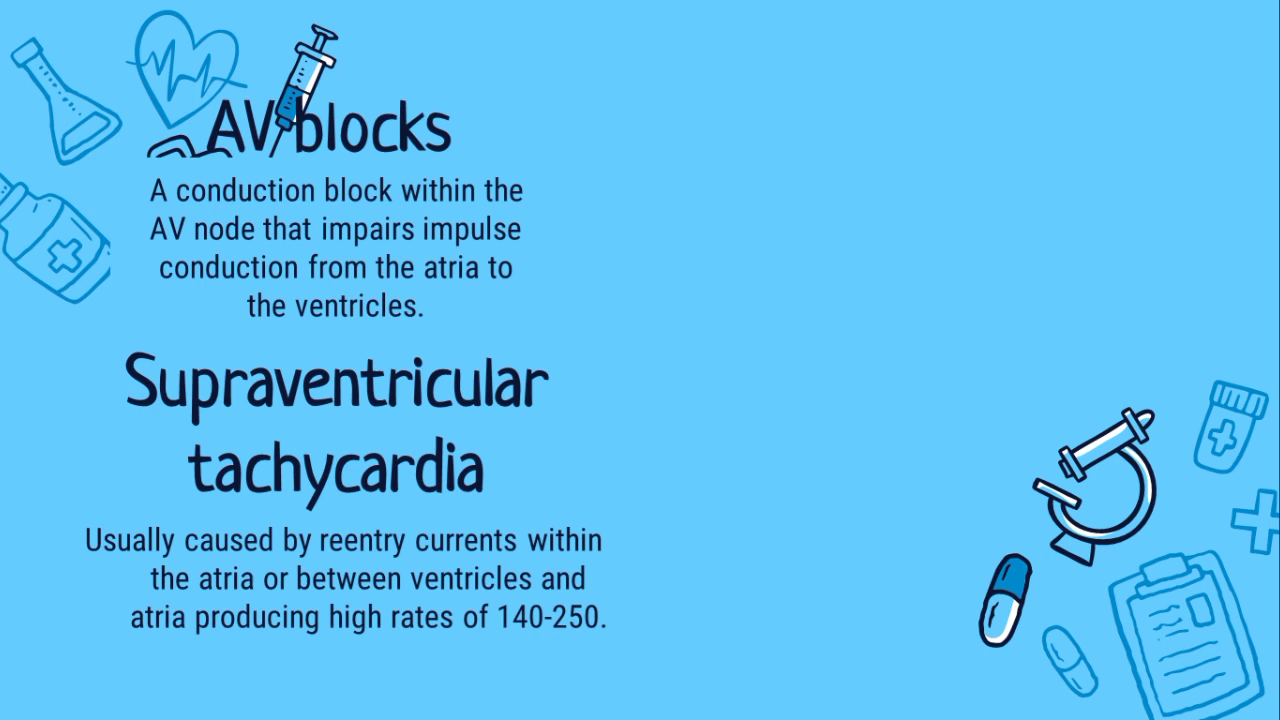 AV blocks
A conduction block within the
AV node that impairs impulse
conduction from the atria to
the ventricles.
Supraventricular
tachycardia
Usually caused by reentry currents within
the atria or between ventricles and
atria producing high rates of 140-250.